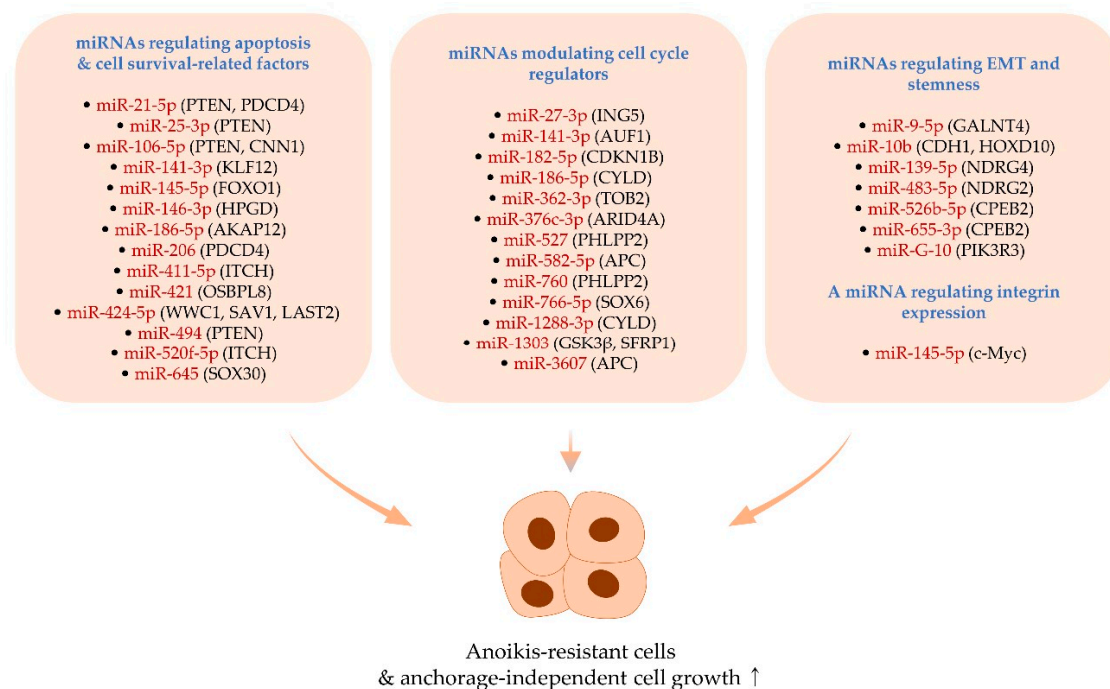 miRNAs regulating apoptosis
& cell survival-related factors
• miR-21-5p (PTEN, PDCD4)
• miR-25-3p (PTEN)
• miR-106-5p (PTEN, CNN1)
• miR-141-3p (KLF12)
• miR-145-5p (FOXO1)
• miR-146-3p (HPGD)
• miR-186-5p (AKAP12)
• miR-206 (PDCD4)
• miR-411-5p (ITCH)
• miR-421 (OSBPL8)
• miR-424-5p (WWC1, SAV1, LAST2)
• miR-494 (PTEN)
• miR-520f-5p (ITCH)
• miR-645 (SOX30)
miRNAs modulating cell cycle
regulators
• miR-27-3p (ING5)
• miR-141-3p (AUF1)
• miR-182-5p (CDKN1B)
• miR-186-5p (CYLD)
• miR-362-3p (TOB2)
• miR-376c-3p (ARID4A)
• miR-527 (PHLPP2)
• miR-582-5p (APC)
• miR-760 (PHLPP2)
• miR-766-5p (SOX6)
• miR-1288-3p (CYLD)
• miR-1303 (GSK3β, SFRP1)
• miR-3607 (APC)
miRNAs regulating EMT and
stemness
• miR-9-5p (GALNT4)
• miR-10b (CDH1, HOXD10)
• miR-139-5p (NDRG4)
• miR-483-5p (NDRG2)
• miR-526b-5p (CPEB2)
• miR-655-3p (CPEB2)
• miR-G-10 (PIK3R3)
A miRNA regulating integrin
expression
• miR-145-5p (c-Myc)
Anoikis-resistant cells
& anchorage-independent cell growth ↑